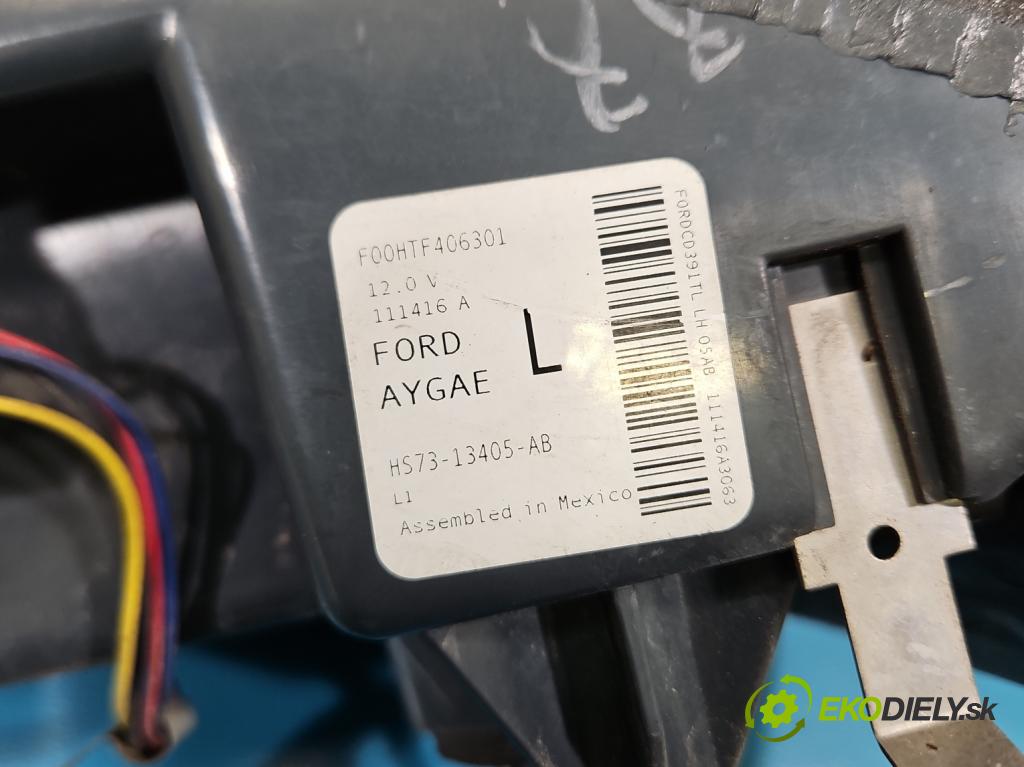 F00HTF406301
12.0 V
111416 A
FORD
AYGAE
L
HS73-13405-AB
L1
Assembled in Mexico
FORDCD391TL LH 05AB 111416A3063
EKODIELY.sk